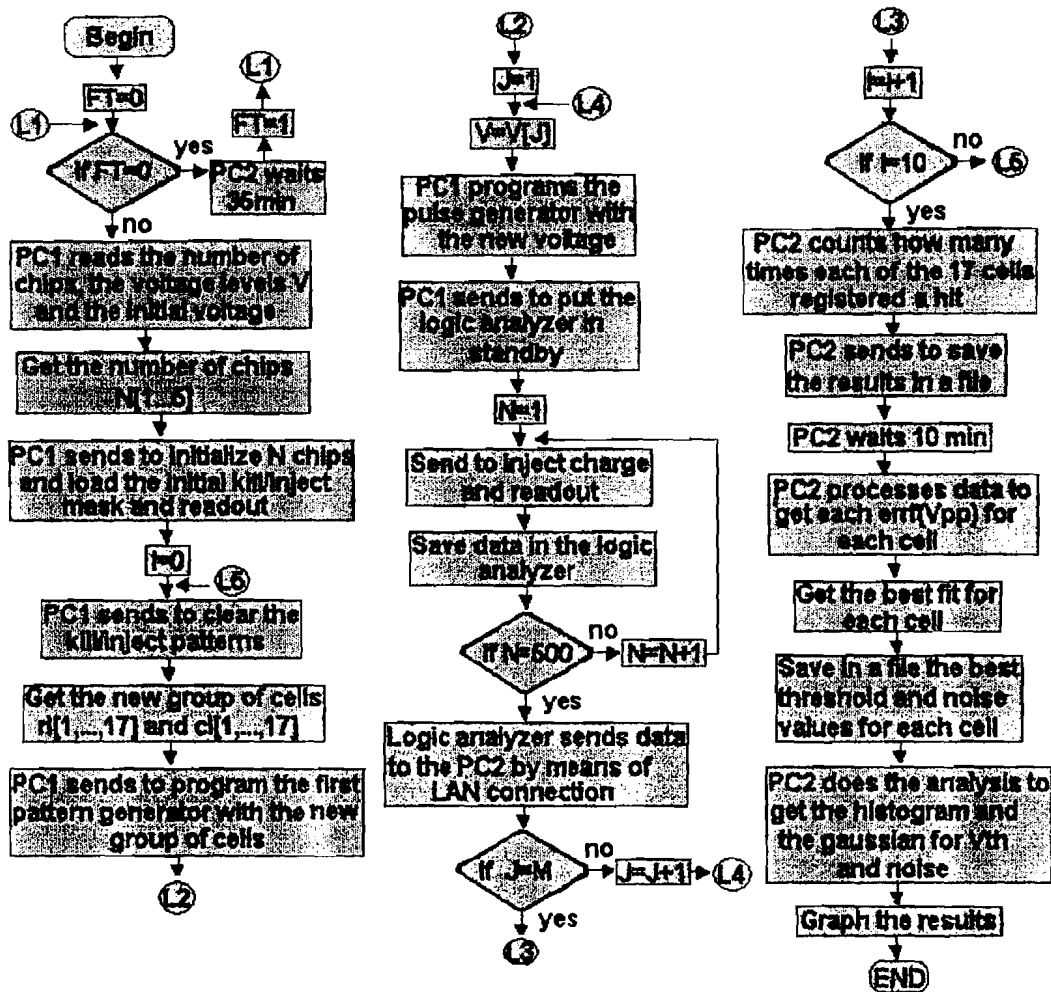 Begin
FT=0
L1
If FT=0
yes
PC2 waits
35min
FT=1
L1
no
PC1 reads the number of
chips, the voltage levels V
and the initial voltage
Get the number of chips
N[1...5]
PC1 sends to initialize N chips
and load the initial kill/inject
mask and readout
I=0
L5
PC1 sends to clear the
kill/inject patterns
Get the new group of cells
ri[1,...,17] and ci[1,...,17]
PC1 sends to program the first
pattern generator with the new
group of cells
L2
L2
J=1
L4
V=V[J]
PC1 programs the
pulse generator with
the new voltage
PC1 sends to put the
logic analyzer in
standby
N=1
Send to inject charge
and readout
Save data in the logic
analyzer
If N=500
no
N=N+1
yes
Logic analyzer sends data
to the PC2 by means of
LAN connection
If J=M
no
J=J+1
L4
yes
L3
L3
I=I+1
If I=10
no
L5
yes
PC2 counts how many
times each of the 17 cells
registered a hit
PC2 sends to save
the results in a file
PC2 waits 10 min
PC2 processes data to
get each errf(Vpp) for
each cell
Get the best fit for
each cell
Save in a file the best
threshold and noise
values for each cell
PC2 does the analysis to
get the histogram and
the gaussian for Vth
and noise
Graph the results
END